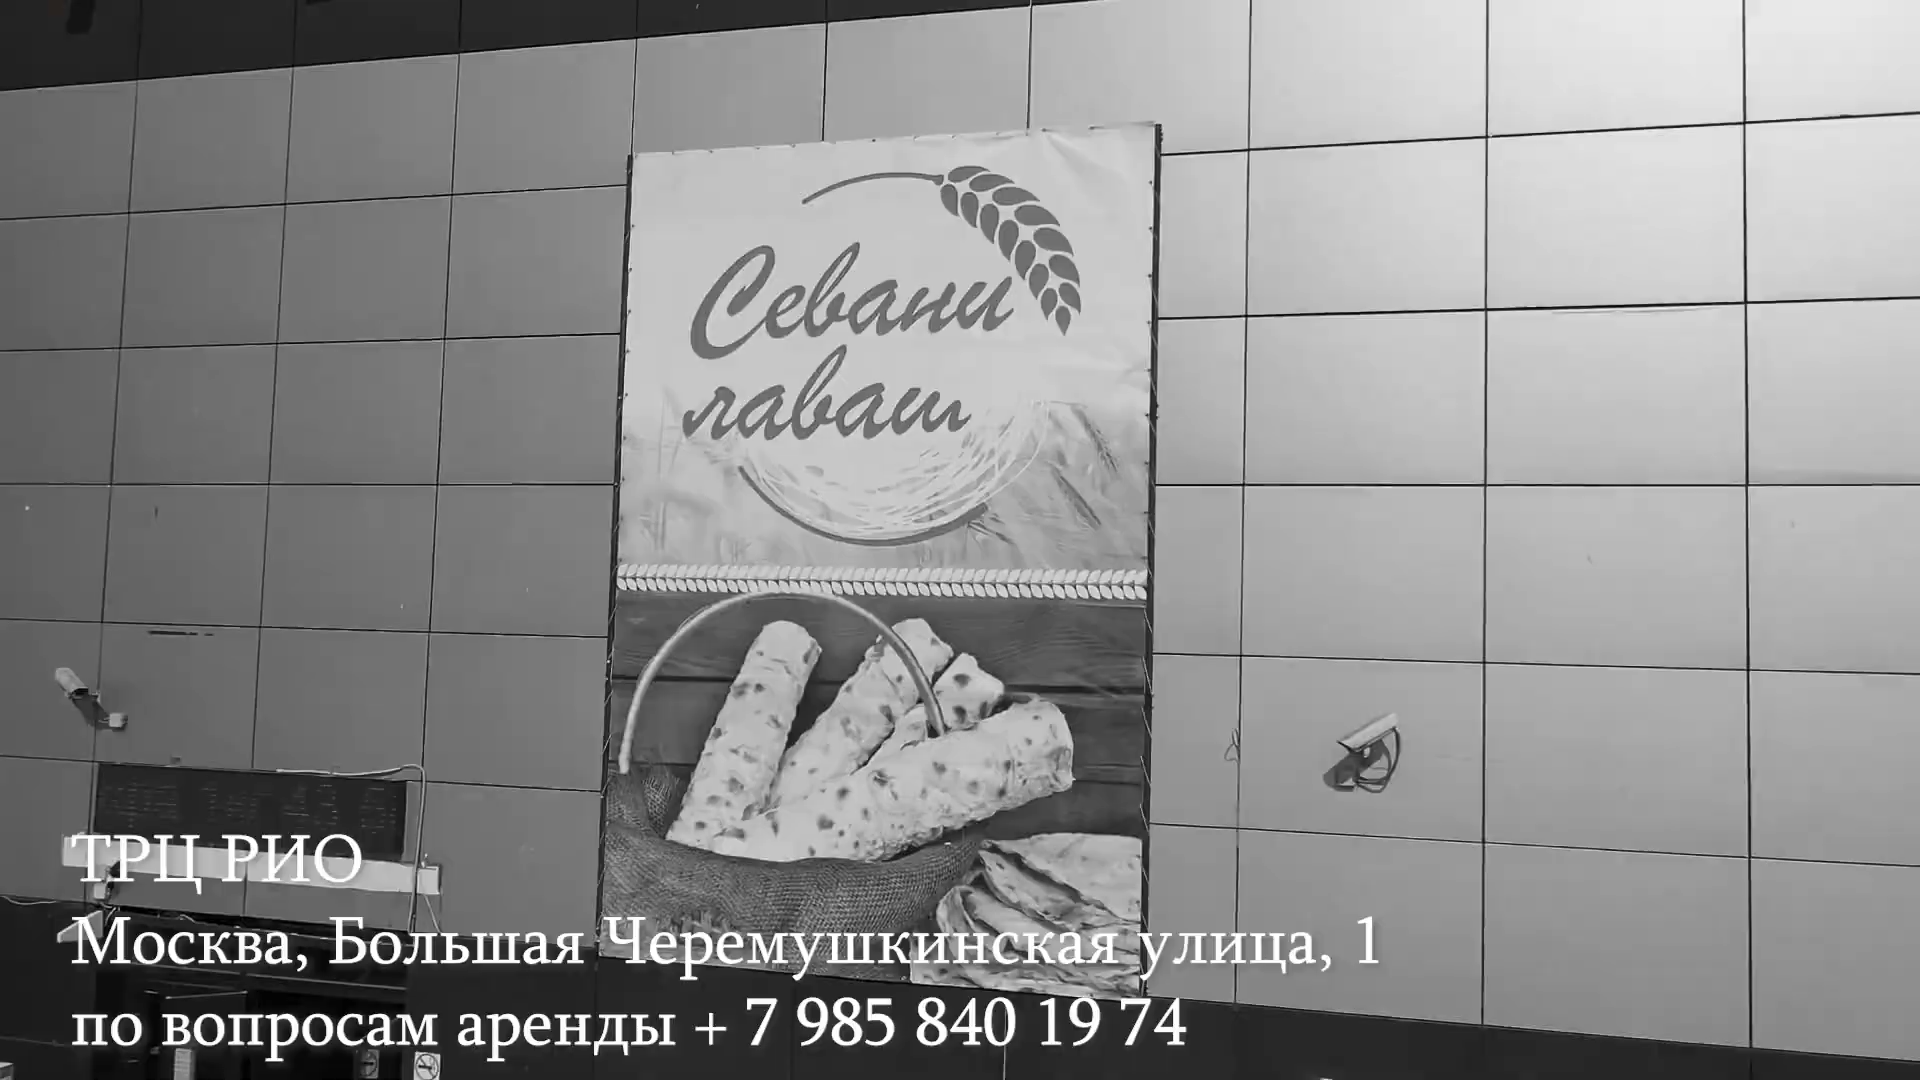 Севани
лаваш
ТРЦ РИО
Москва, Большая Черемушкинская улица, 1
по вопросам аренды + 7 985 840 19 74